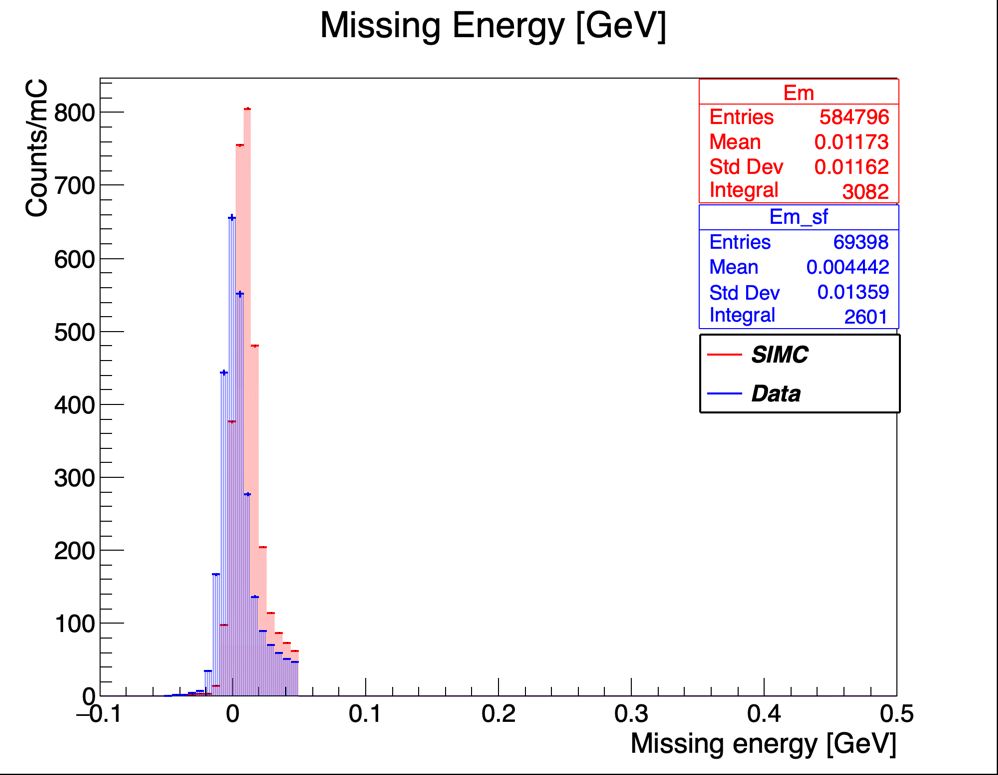 Missing Energy [GeV]
Counts/mC
800
700
600
500
400
300
200
100
0
−0.1 0 0.1 0.2 0.3 0.4 0.5
Missing energy [GeV]
Em
Entries 584796
Mean 0.01173
Std Dev 0.01162
Integral 3082
Em_sf
Entries 69398
Mean 0.004442
Std Dev 0.01359
Integral 2601
SIMC
Data